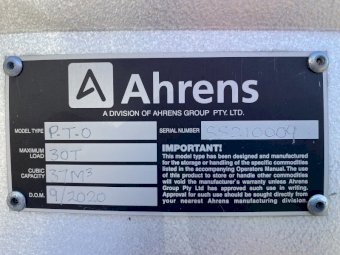 Ahrens
A DIVISION OF AHRENS GROUP PTY. LTD.
MODEL TYPE P.T.O
SERIAL NUMBER
MAXIMUM LOAD 30T
CUBIC CAPACITY 37M³
D.O.M. 9/2020
IMPORTANT!
This model type has been designed and manufactured
for the storage or handling of the specific commodities
listed in the accompanying Operators Manual. The use
of this product to store or handle other commodities
will void the manufacturer's warranty unless Ahrens
Group Pty Ltd has approved such use in writing.
Approval for such use should be sought directly from
your nearest Ahrens manufacturing division.